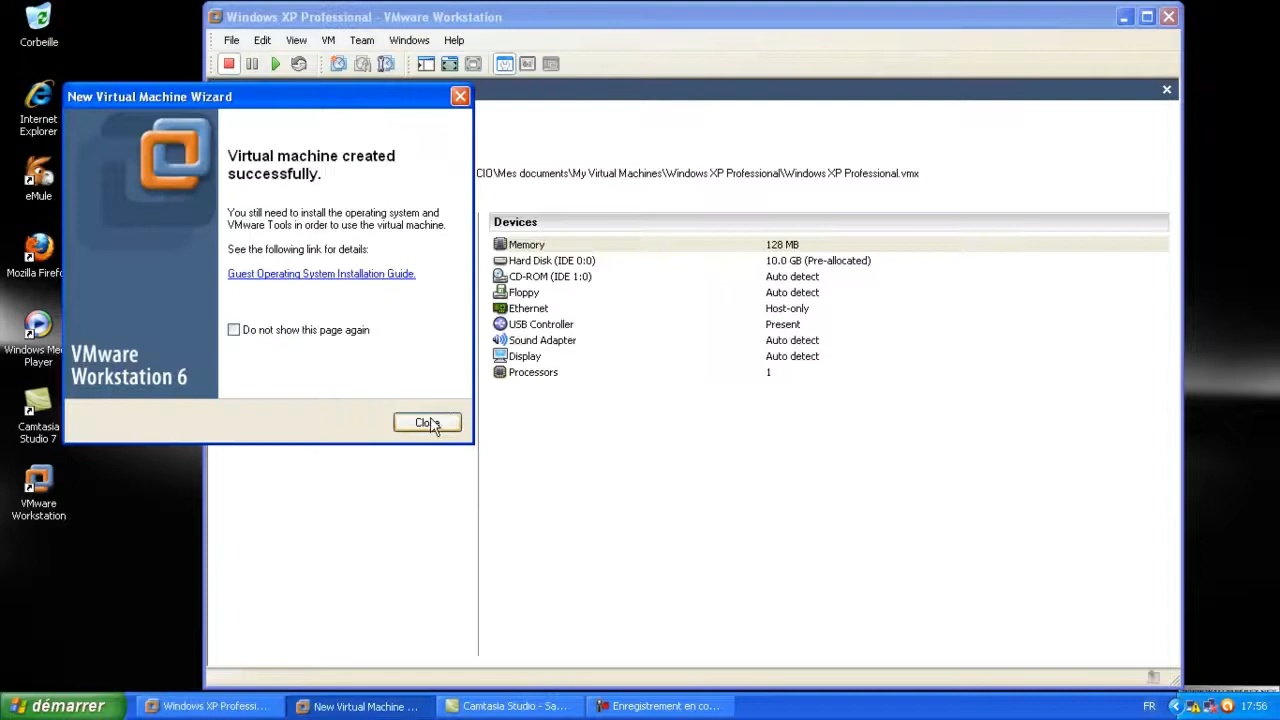 Corbeille
Internet
Explorer
eMule
Mozilla Firefo
Windows Med
Player
Camtasia
Studio 7
VMware
Workstation
Windows XP Professional - VMware Workstation
File Edit View VM Team Windows Help
New Virtual Machine Wizard
Virtual machine created
successfully.
You still need to install the operating system and
VMware Tools in order to use the virtual machine.
See the following link for details:
Guest Operating System Installation Guide.
Do not show this page again
VMware
Workstation 6
Close
CIO\Mes documents\My Virtual Machines\Windows XP Professional\Windows XP Professional.vmx
Devices
Memory 128 MB
Hard Disk (IDE 0:0) 10.0 GB (Pre-allocated)
CD-ROM (IDE 1:0) Auto detect
Floppy Auto detect
Ethernet Host-only
USB Controller Present
Sound Adapter Auto detect
Display Auto detect
Processors 1
démarrer
Windows XP Professi...
New Virtual Machine ...
Camtasia Studio - Sa...
Enregistrement en co...
FR
17:56